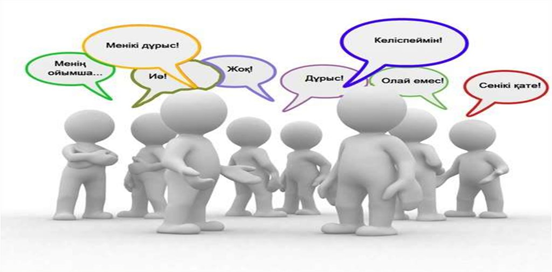 Менің
ойымша...
Менікі дұрыс!
Иә!
Жоқ!
Дұрыс!
Келіспеймін!
Олай емес!
Сенікі қате!